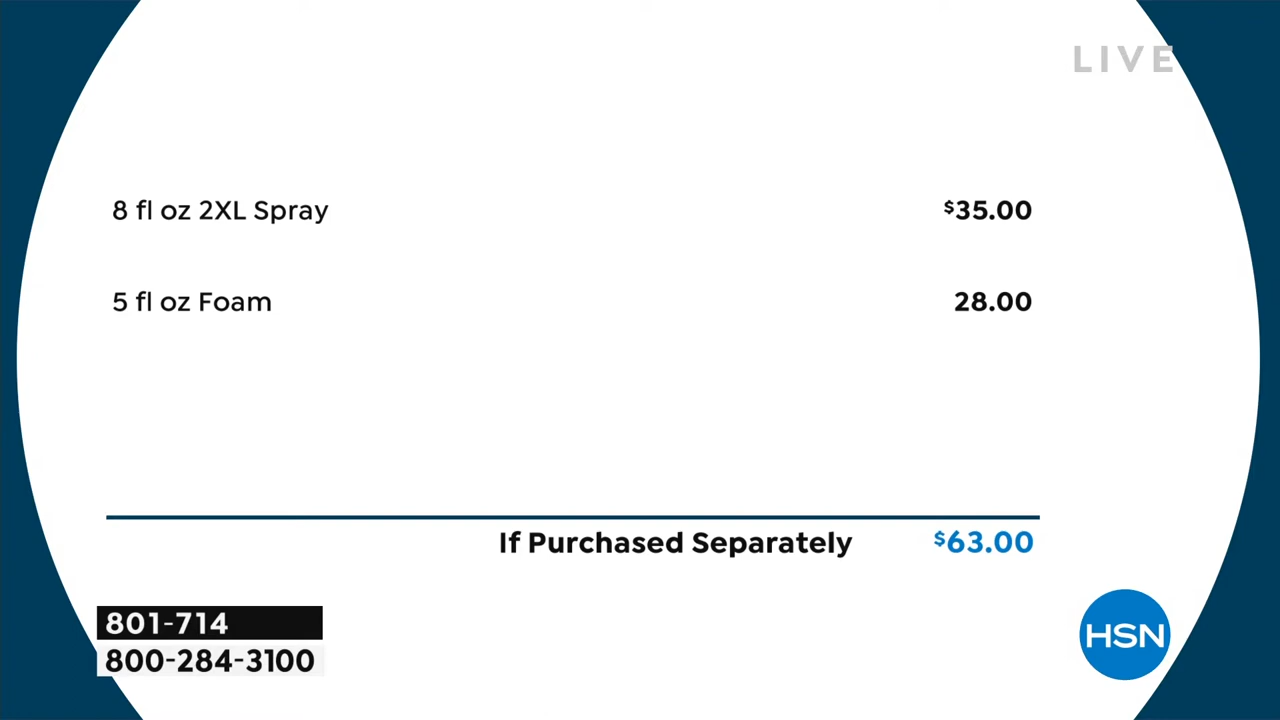 LIVE
8 fl oz 2XL Spray $35.00
5 fl oz Foam 28.00
If Purchased Separately $63.00
801-714
800-284-3100
HSN